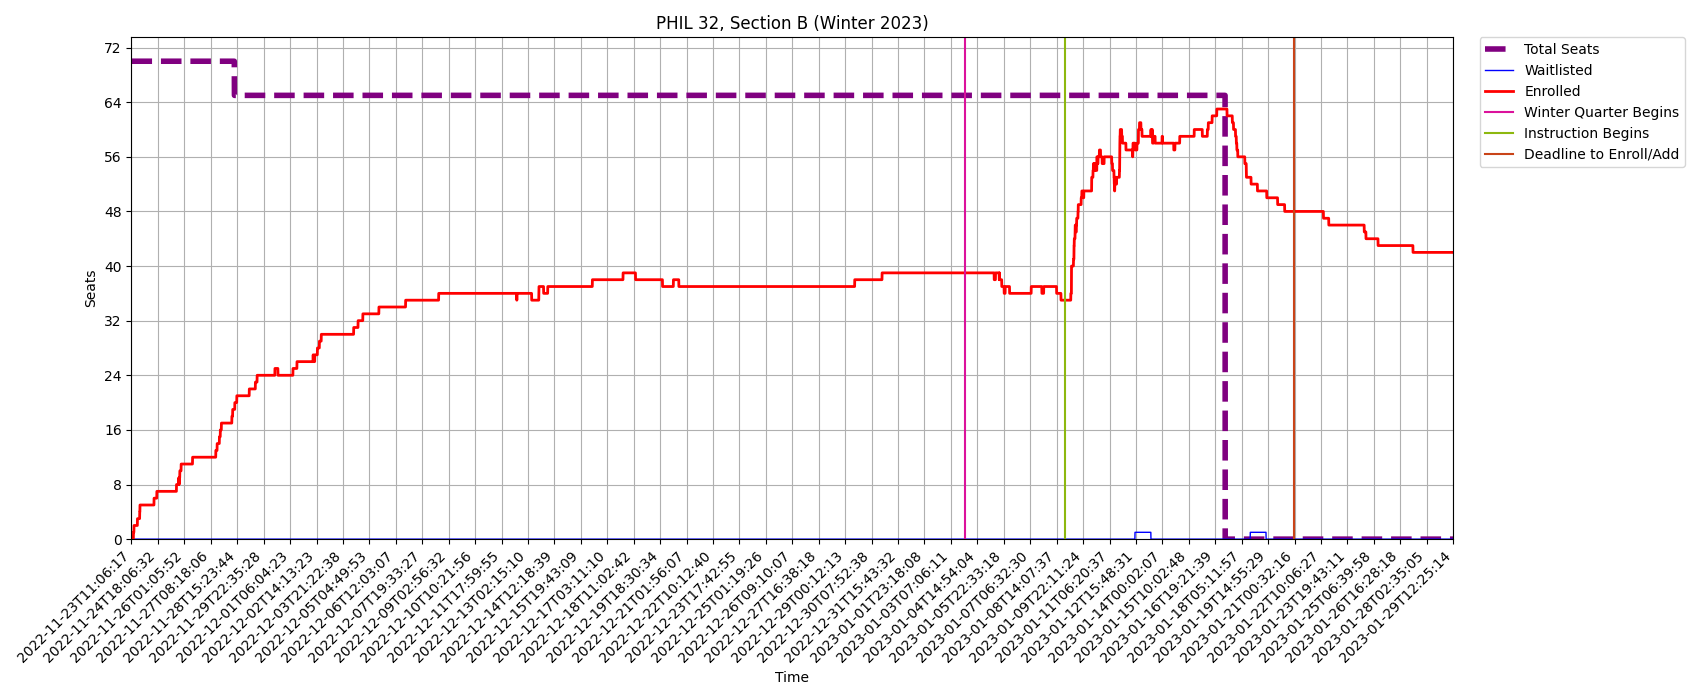 PHIL 32, Section B (Winter 2023)
72
64
56
48
40
32
24
16
8
0
Seats
Total Seats
Waitlisted
Enrolled
Winter Quarter Begins
Instruction Begins
Deadline to Enroll/Add
2022-11-23T11:06:17
2022-11-24T18:06:32
2022-11-26T01:05:52
2022-11-27T08:18:06
2022-11-28T15:23:44
2022-11-29T22:35:28
2022-12-01T06:04:23
2022-12-02T14:13:23
2022-12-03T21:22:38
2022-12-05T04:49:53
2022-12-06T12:03:07
2022-12-07T19:33:27
2022-12-09T02:56:32
2022-12-10T10:21:56
2022-12-11T17:59:55
2022-12-13T02:15:10
2022-12-14T12:18:39
2022-12-15T19:43:09
2022-12-17T03:11:10
2022-12-18T11:02:42
2022-12-19T18:30:34
2022-12-21T01:56:07
2022-12-22T10:12:40
2022-12-23T17:42:55
2022-12-25T01:19:26
2022-12-26T09:10:07
2022-12-27T16:38:18
2022-12-29T00:12:13
2022-12-30T07:52:38
2022-12-31T15:43:32
2023-01-01T23:18:08
2023-01-03T07:06:11
2023-01-04T14:54:04
2023-01-05T22:33:18
2023-01-07T06:32:30
2023-01-08T14:07:37
2023-01-09T22:11:24
2023-01-11T06:20:37
2023-01-12T15:48:31
2023-01-14T00:02:07
2023-01-15T10:02:48
2023-01-16T19:21:39
2023-01-18T05:11:57
2023-01-19T14:55:29
2023-01-21T00:32:16
2023-01-22T10:06:27
2023-01-23T19:43:11
2023-01-25T06:39:58
2023-01-26T16:28:18
2023-01-28T02:35:05
2023-01-29T12:25:14
Time